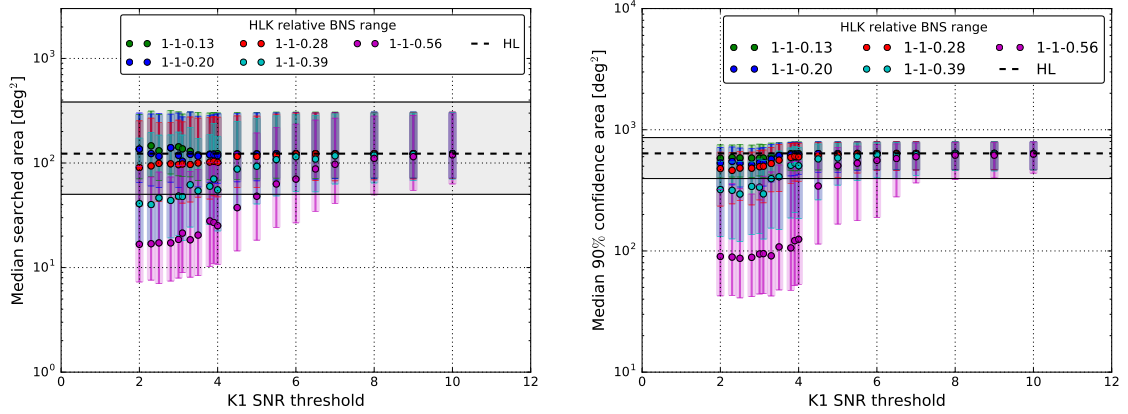 HLK relative BNS range
1-1-0.13 1-1-0.28 1-1-0.56 HL
1-1-0.20 1-1-0.39
10³
10²
10¹
10⁰
Median searched area [deg²]
0 2 4 6 8 10 12
K1 SNR threshold
HLK relative BNS range
1-1-0.13 1-1-0.28 1-1-0.56
1-1-0.20 1-1-0.39 HL
10⁴
10³
10²
10¹
Median 90% confidence area [deg²]
0 2 4 6 8 10 12
K1 SNR threshold